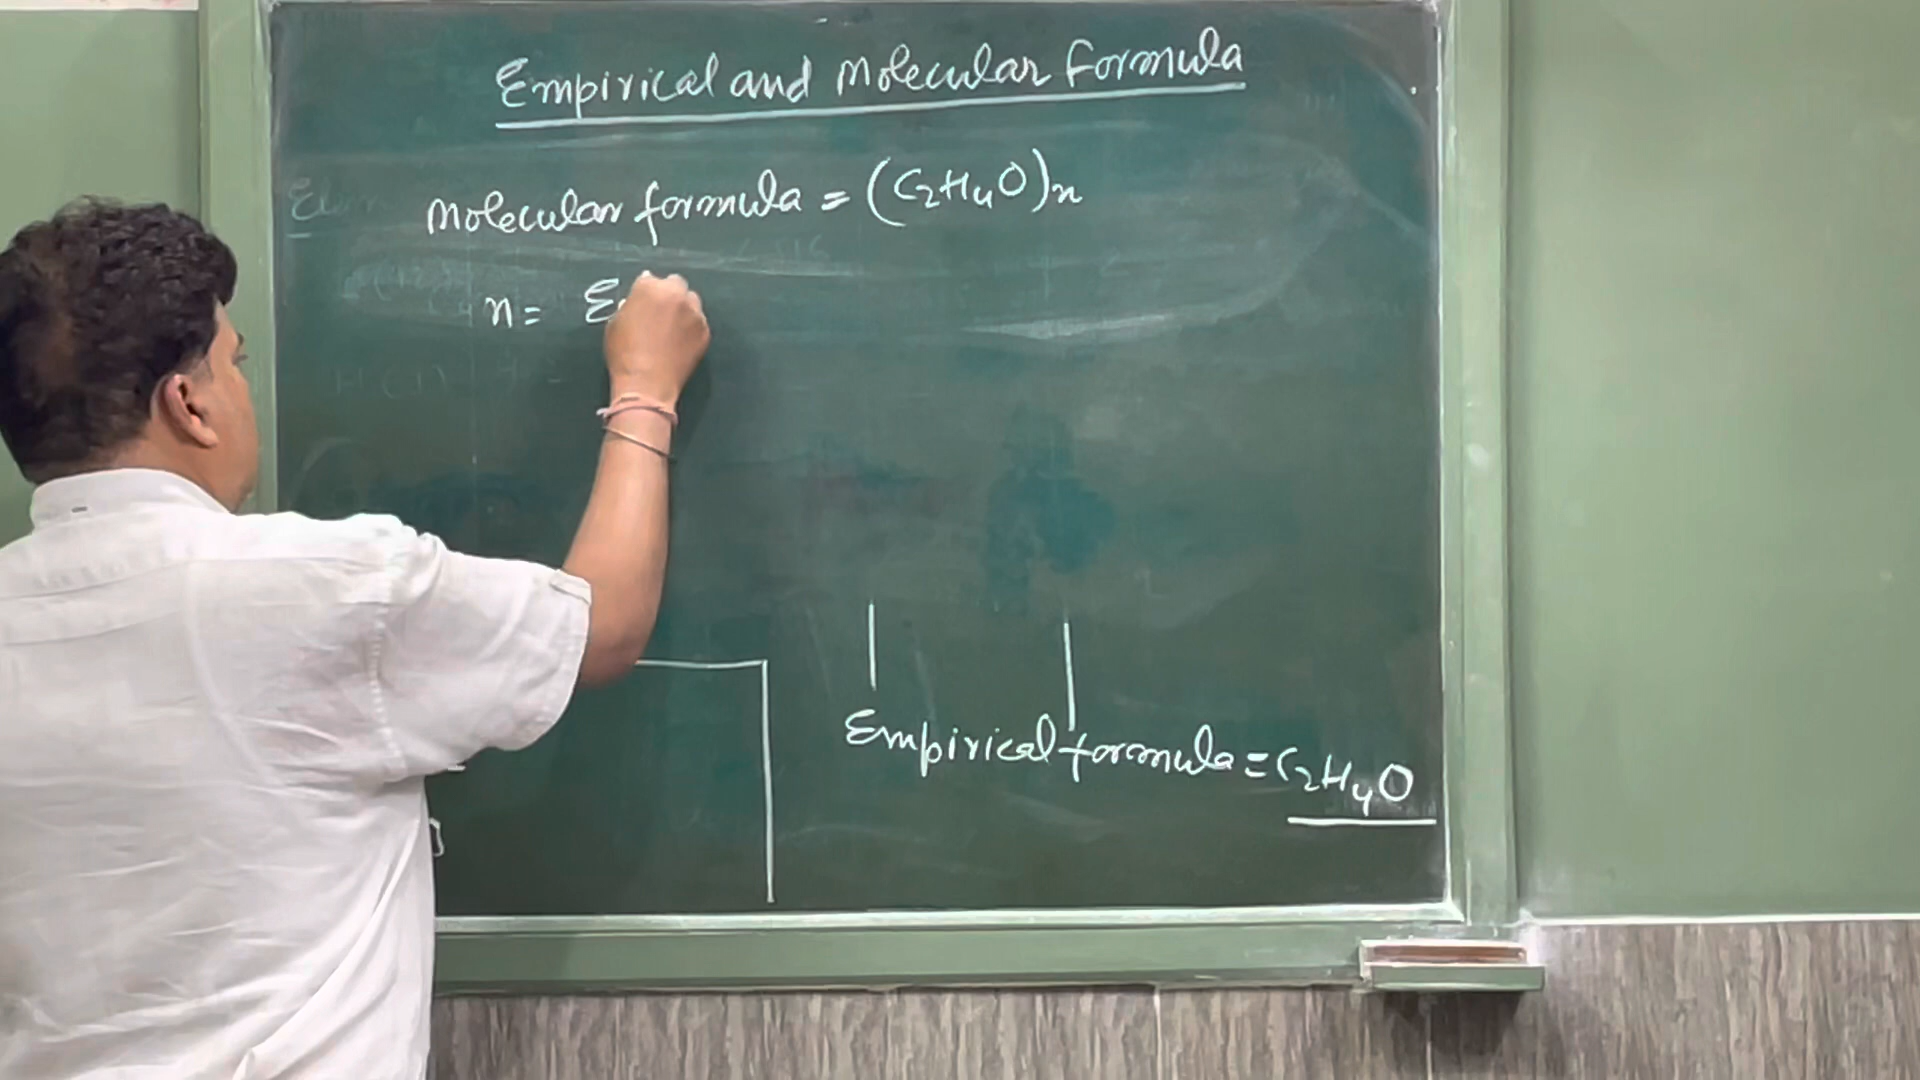 Empirical and Molecular Formula
Molecular formula = (C₂H₄O)n
n =
Empirical formula = C₂H₄O